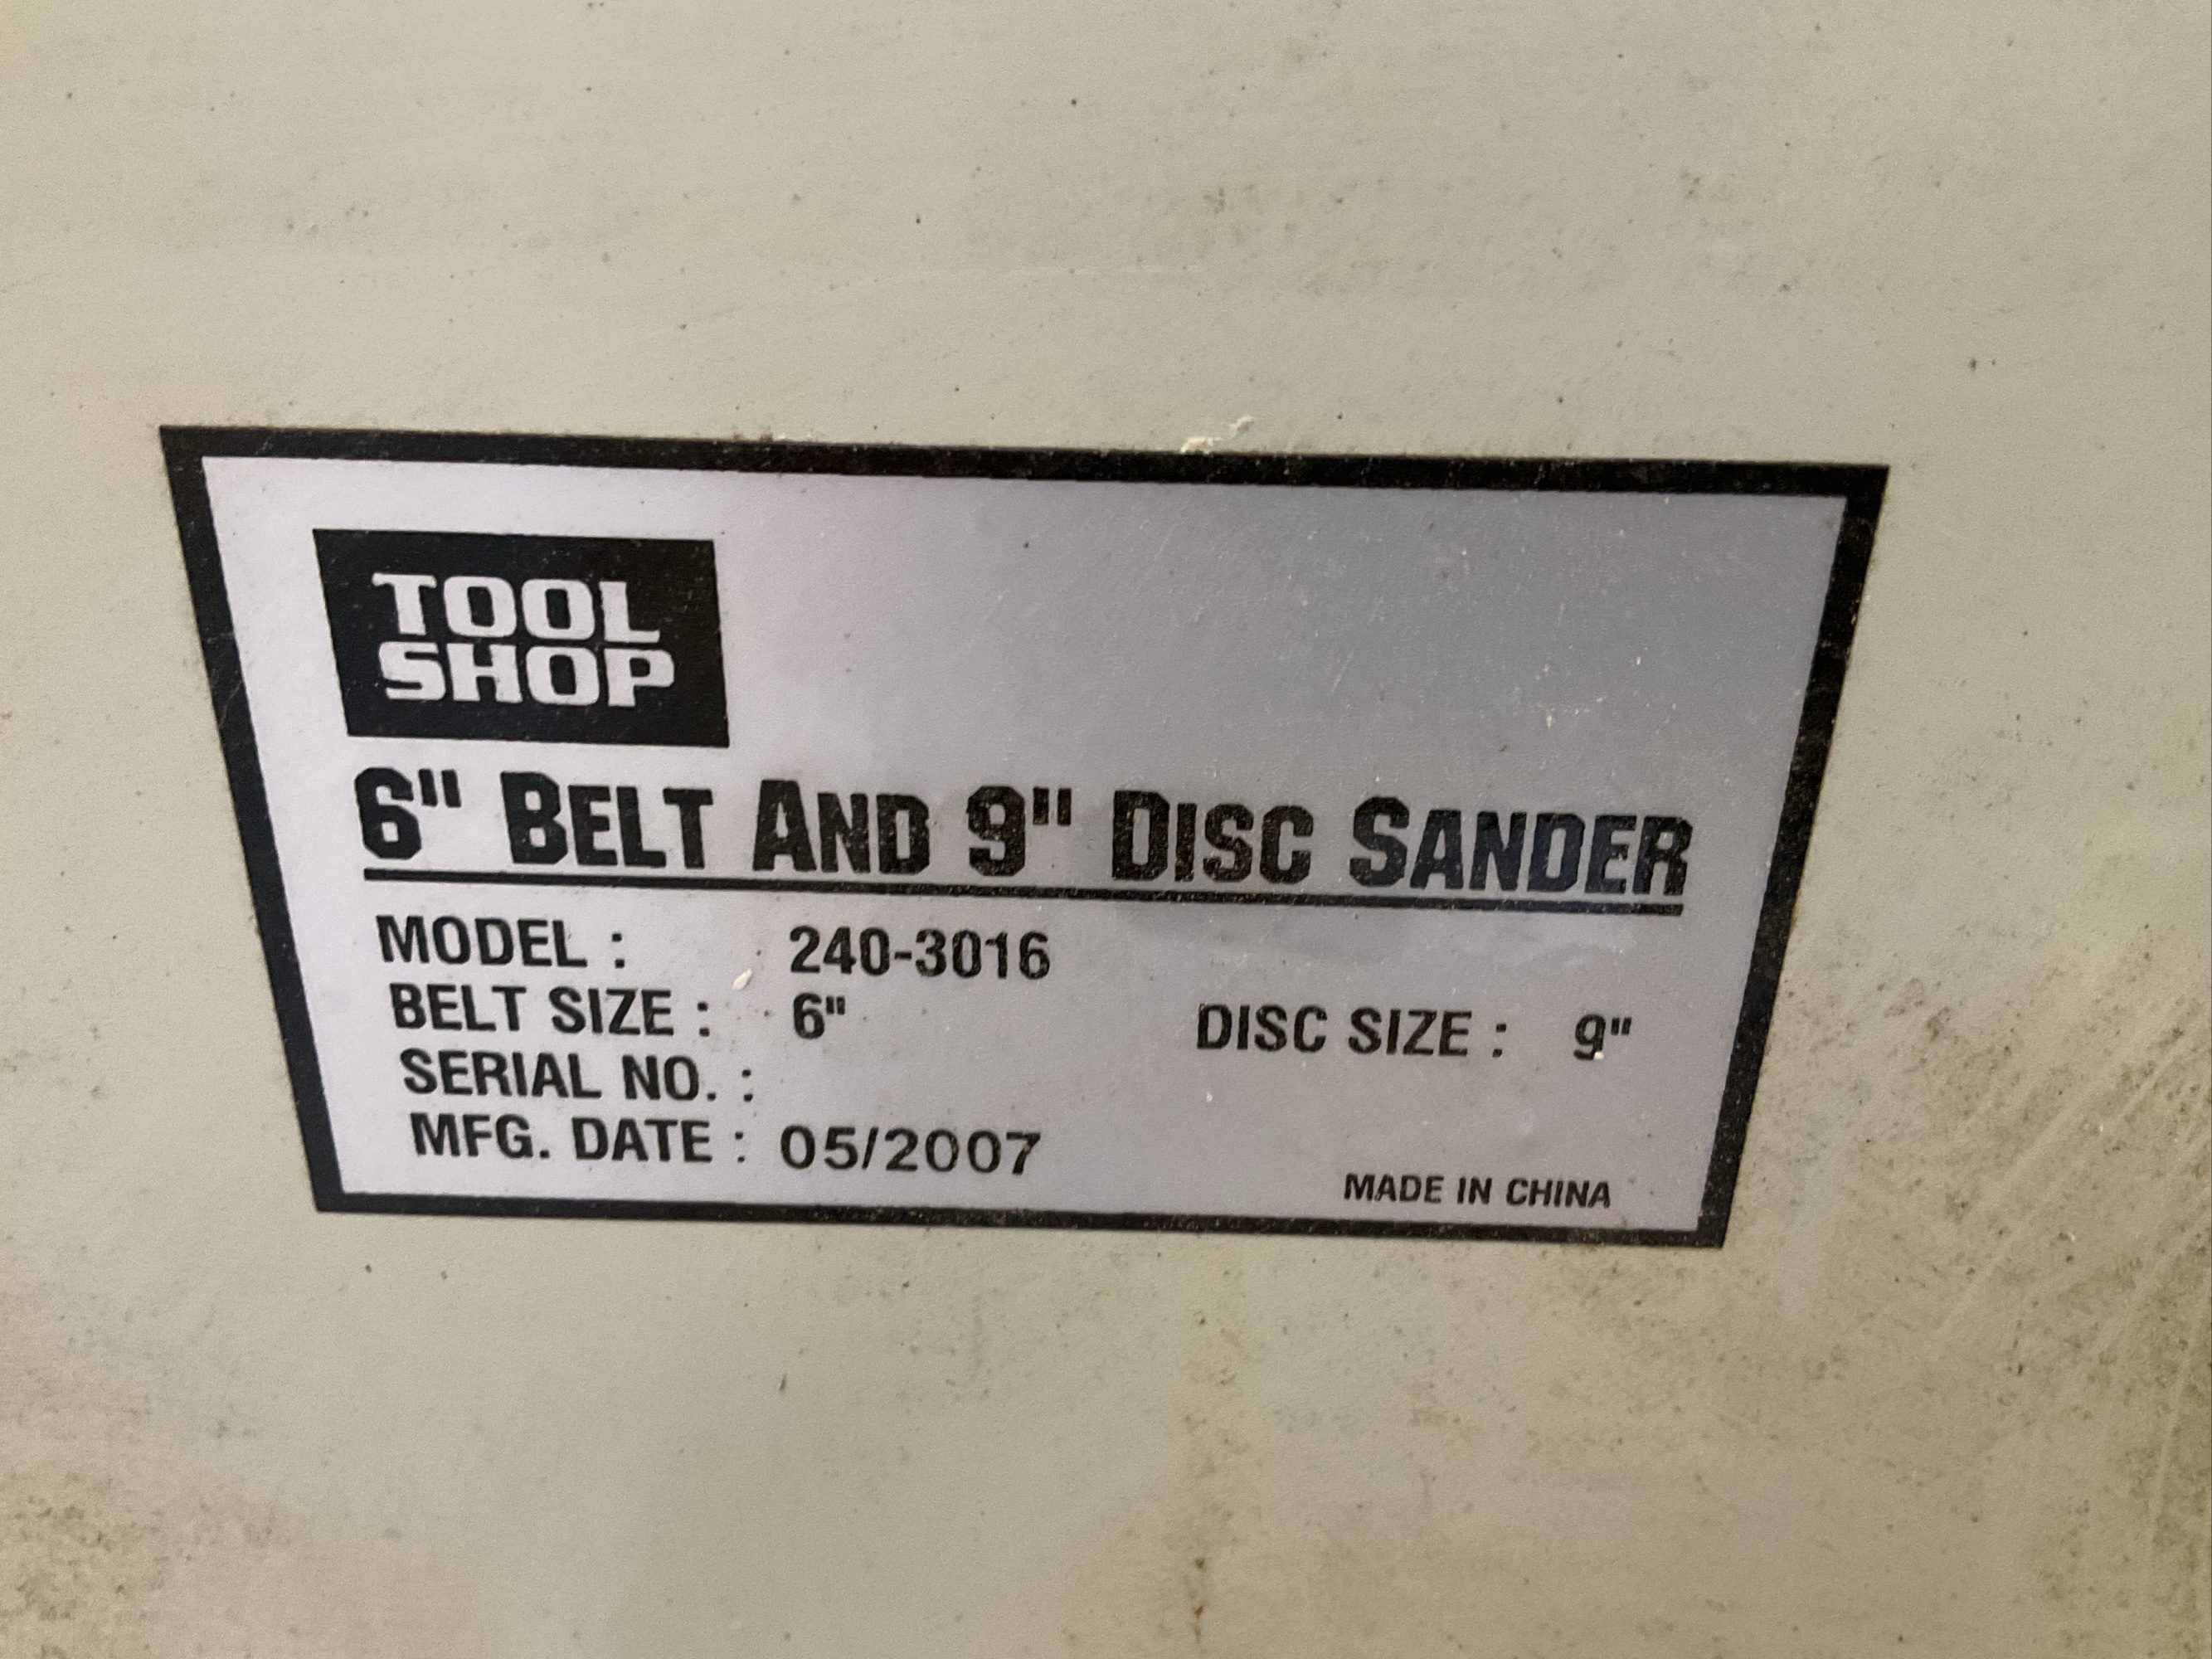 TOOL
SHOP
6" BELT AND 9" DISC SANDER
MODEL : 240-3016
BELT SIZE : 6" DISC SIZE : 9"
SERIAL NO. :
MFG. DATE : 05/2007
MADE IN CHINA